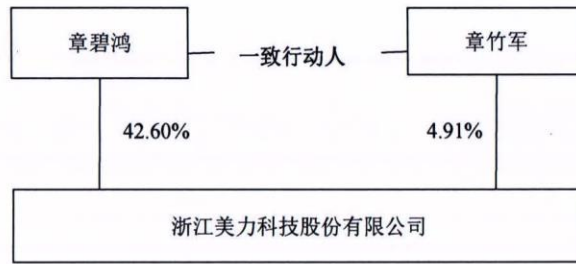 章碧鸿
一致行动人
章竹军
42.60%
4.91%
浙江美力科技股份有限公司